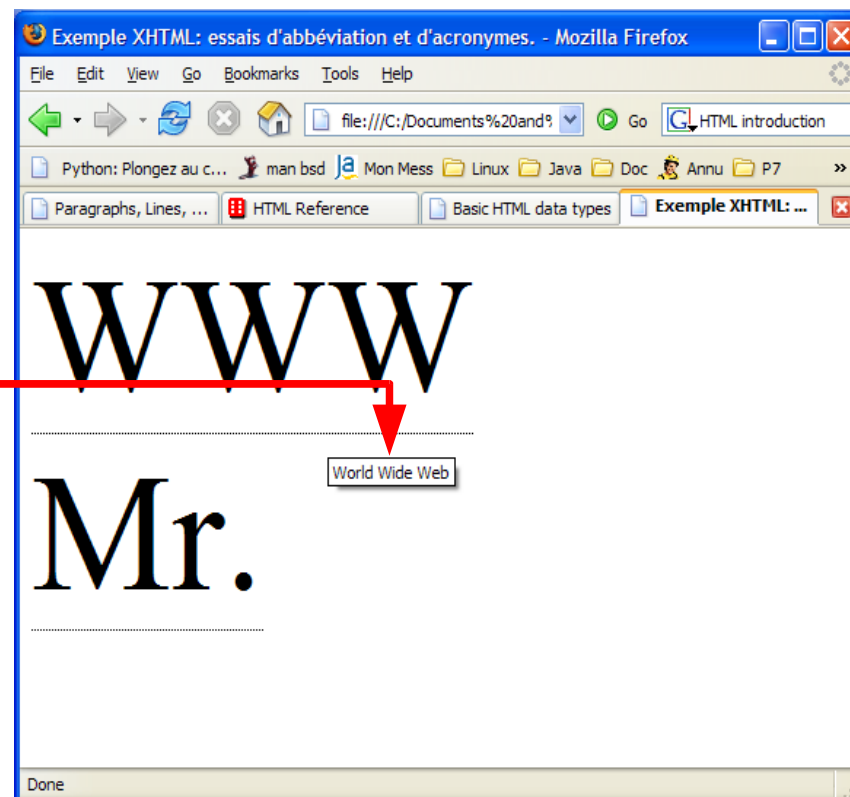 Exemple XHTML: essais d'abbéviation et d'acronymes. - Mozilla Firefox
File Edit View Go Bookmarks Tools Help
file:///C:/Documents%20and% Go G HTML introduction
Python: Plongez au c... man bsd Ja Mon Mess Linux Java Doc Annu P7 »
Paragraphs, Lines, ... HTML Reference Basic HTML data types Exemple XHTML: ...
WWW
World Wide Web
Mr.
Done